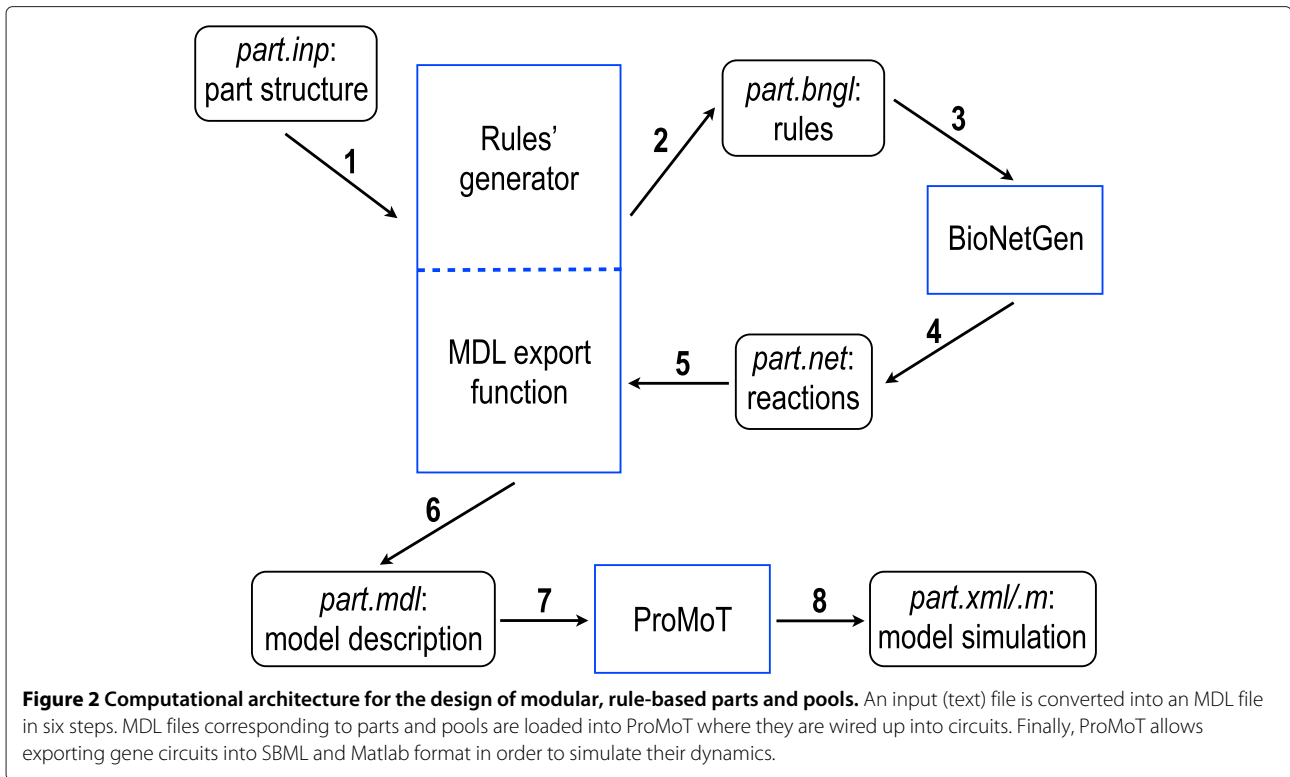 part.inp:
part structure
1
Rules'
generator
2
part.bngl:
rules
3
BioNetGen
4
part.net:
reactions
5
MDL export
function
6
part.mdl:
model description
7
ProMoT
8
part.xml/.m:
model simulation
Figure 2 Computational architecture for the design of modular, rule-based parts and pools. An input (text) file is converted into an MDL file
in six steps. MDL files corresponding to parts and pools are loaded into ProMoT where they are wired up into circuits. Finally, ProMoT allows
exporting gene circuits into SBML and Matlab format in order to simulate their dynamics.